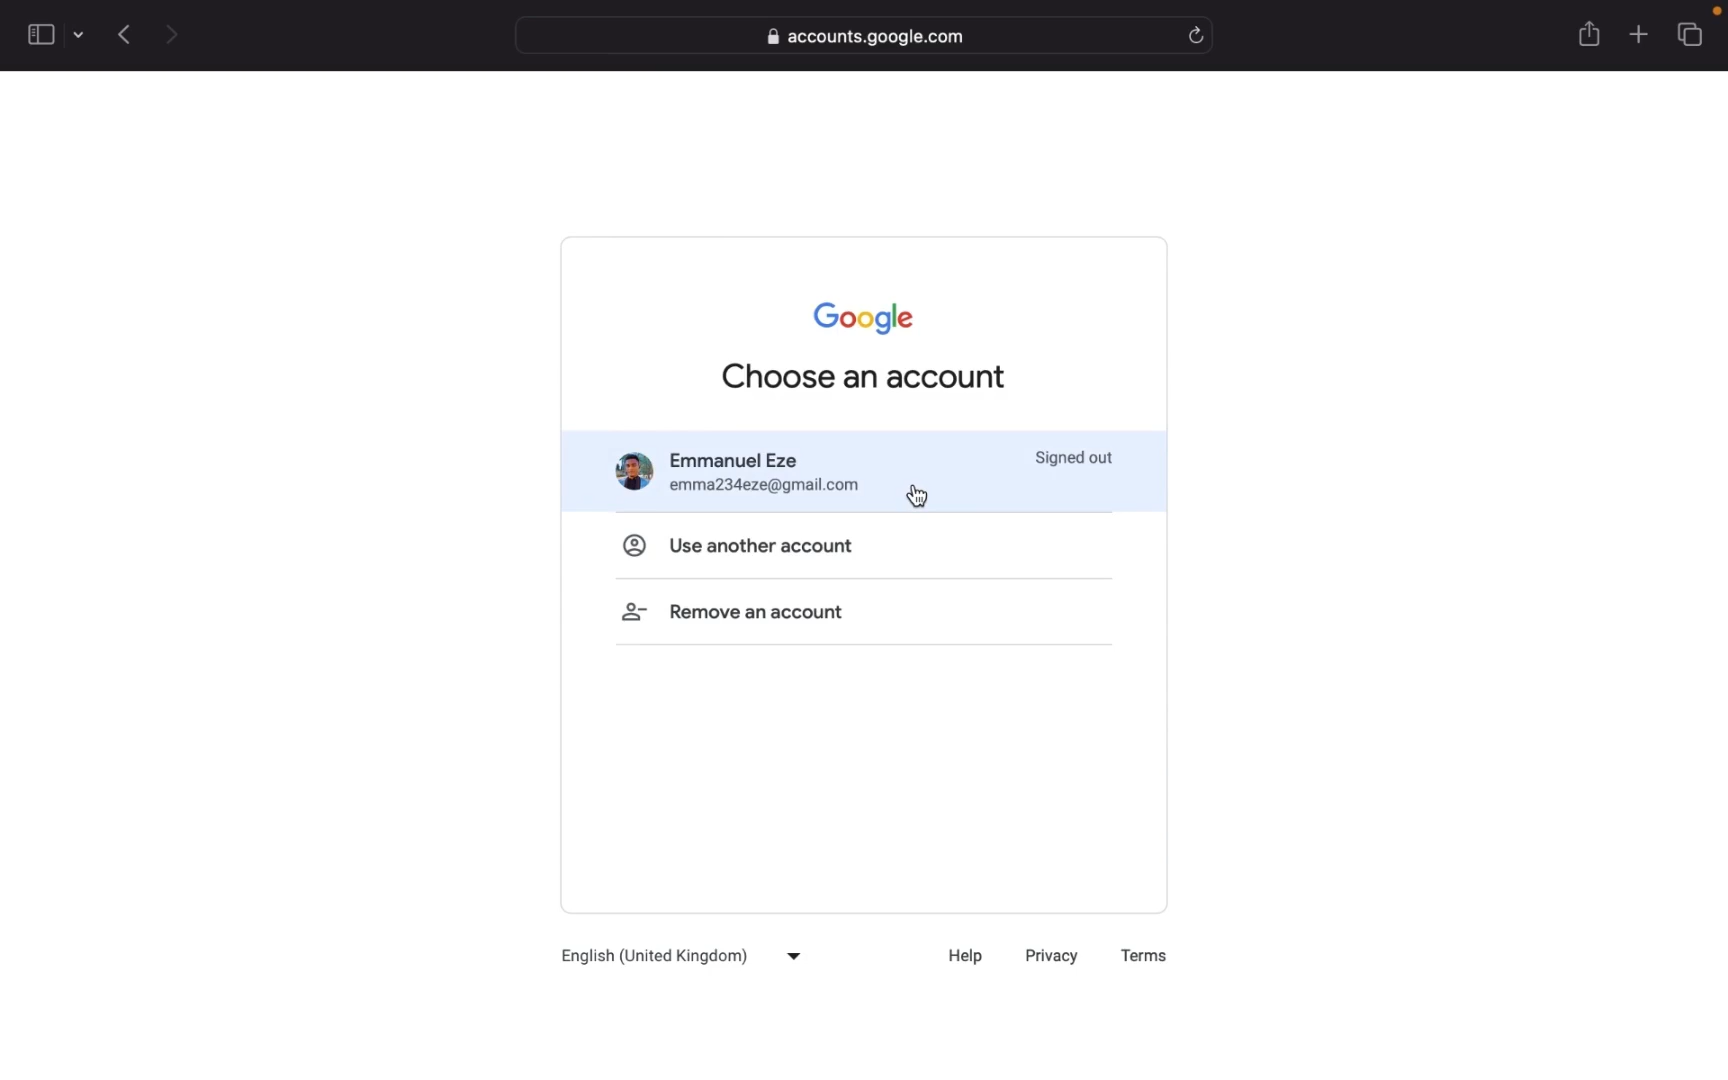 accounts.google.com
Google
Choose an account
Emmanuel Eze
Signed out
emma234eze@gmail.com
Use another account
Remove an account
English (United Kingdom)
Help
Privacy
Terms